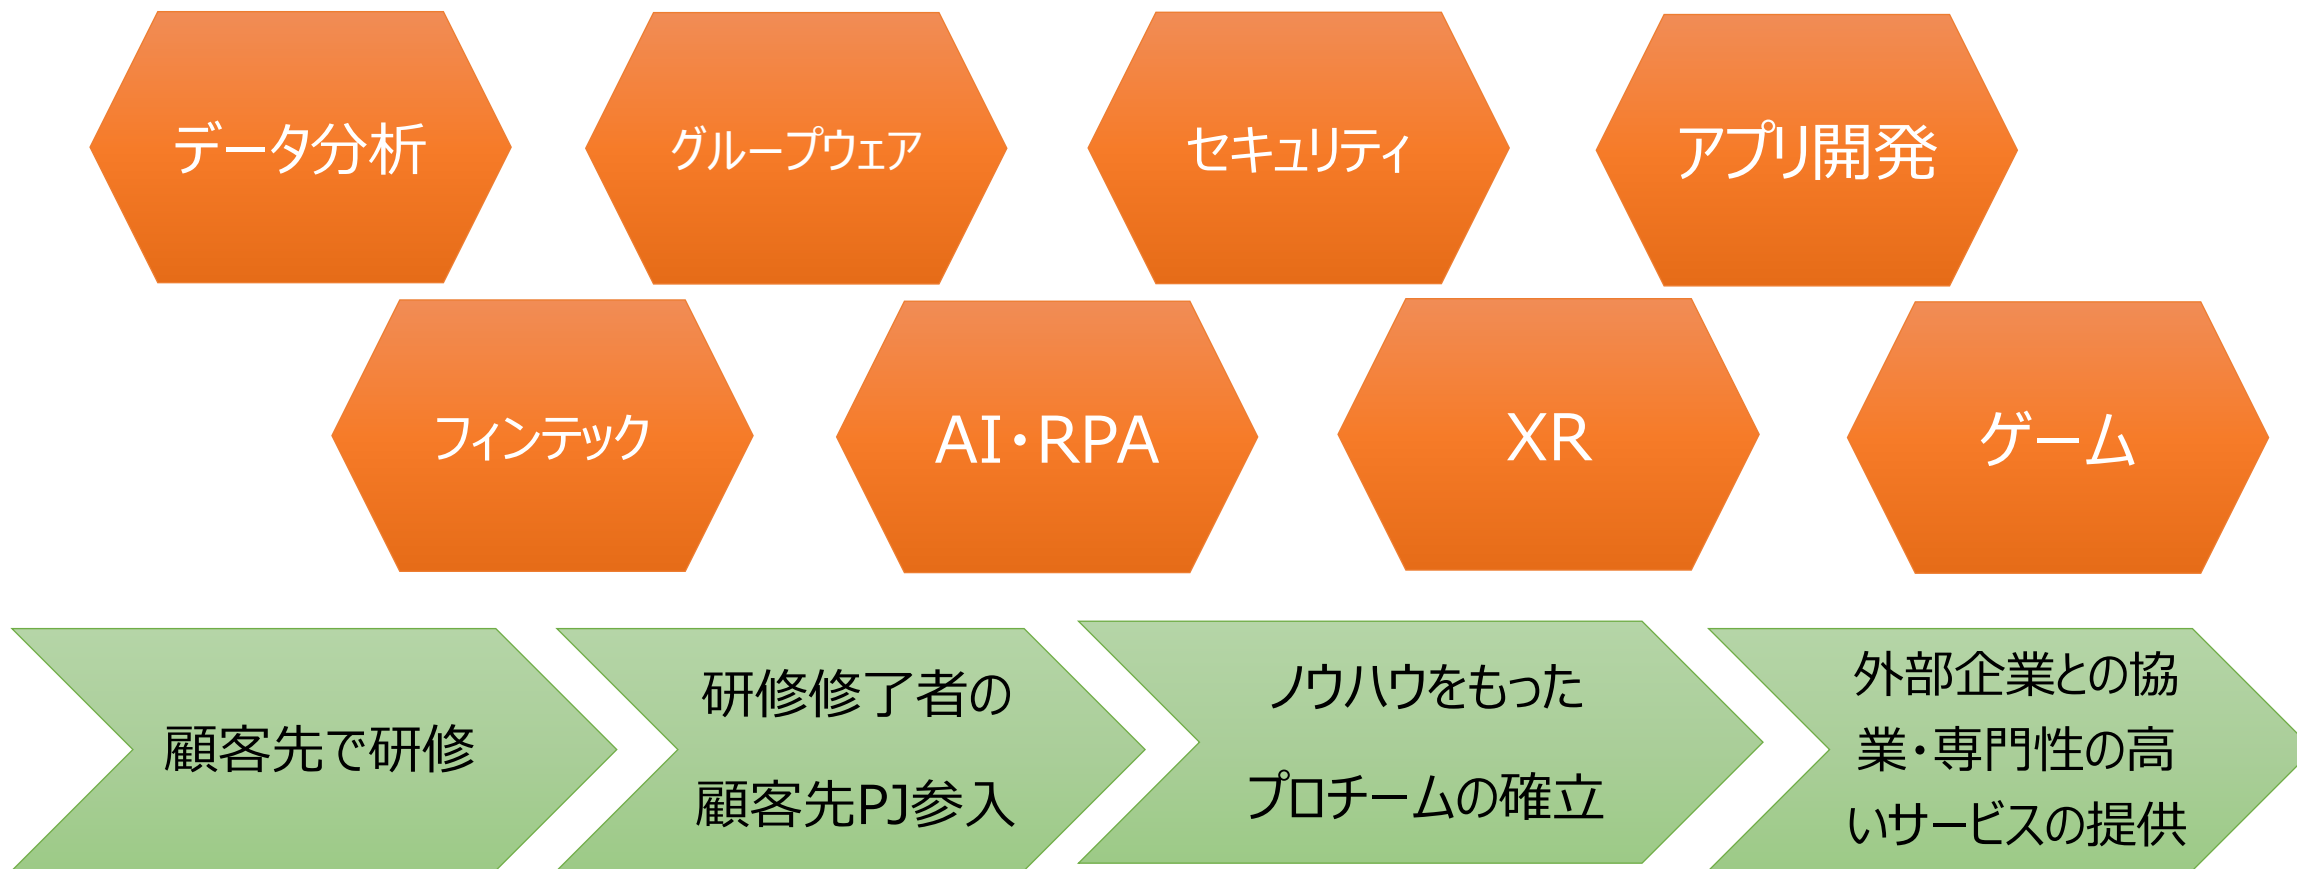 データ分析
グループウェア
セキュリティ
アプリ開発
フィンテック
AI・RPA
XR
ゲーム
顧客先で研修
研修修了者の
顧客先PJ参入
ノウハウをもった
プロチームの確立
外部企業との協
業・専門性の高
いサービスの提供